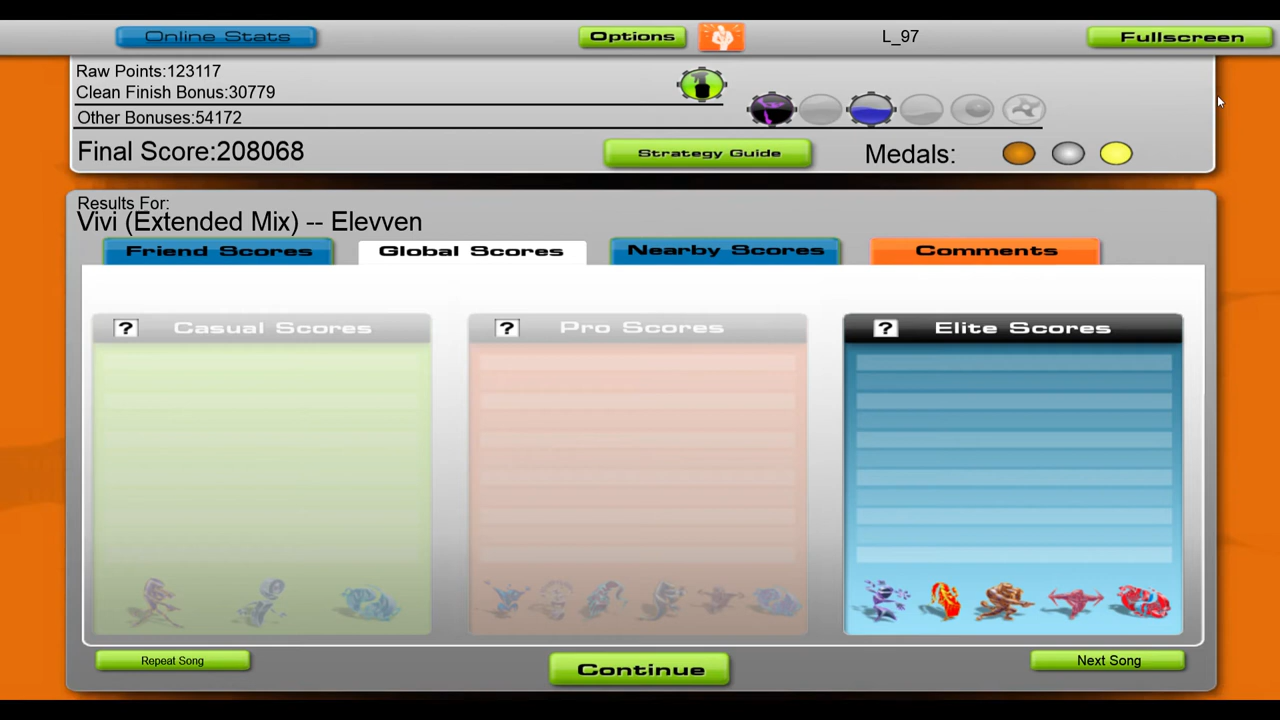 Online Stats
Options
L_97
Fullscreen
Raw Points:123117
Clean Finish Bonus:30779
Other Bonuses:54172
Final Score:208068
Strategy Guide
Medals:
Results For:
Vivi (Extended Mix) -- Elevven
Friend Scores
Global Scores
Nearby Scores
Comments
? Casual Scores
? Pro Scores
? Elite Scores
Repeat Song
Continue
Next Song